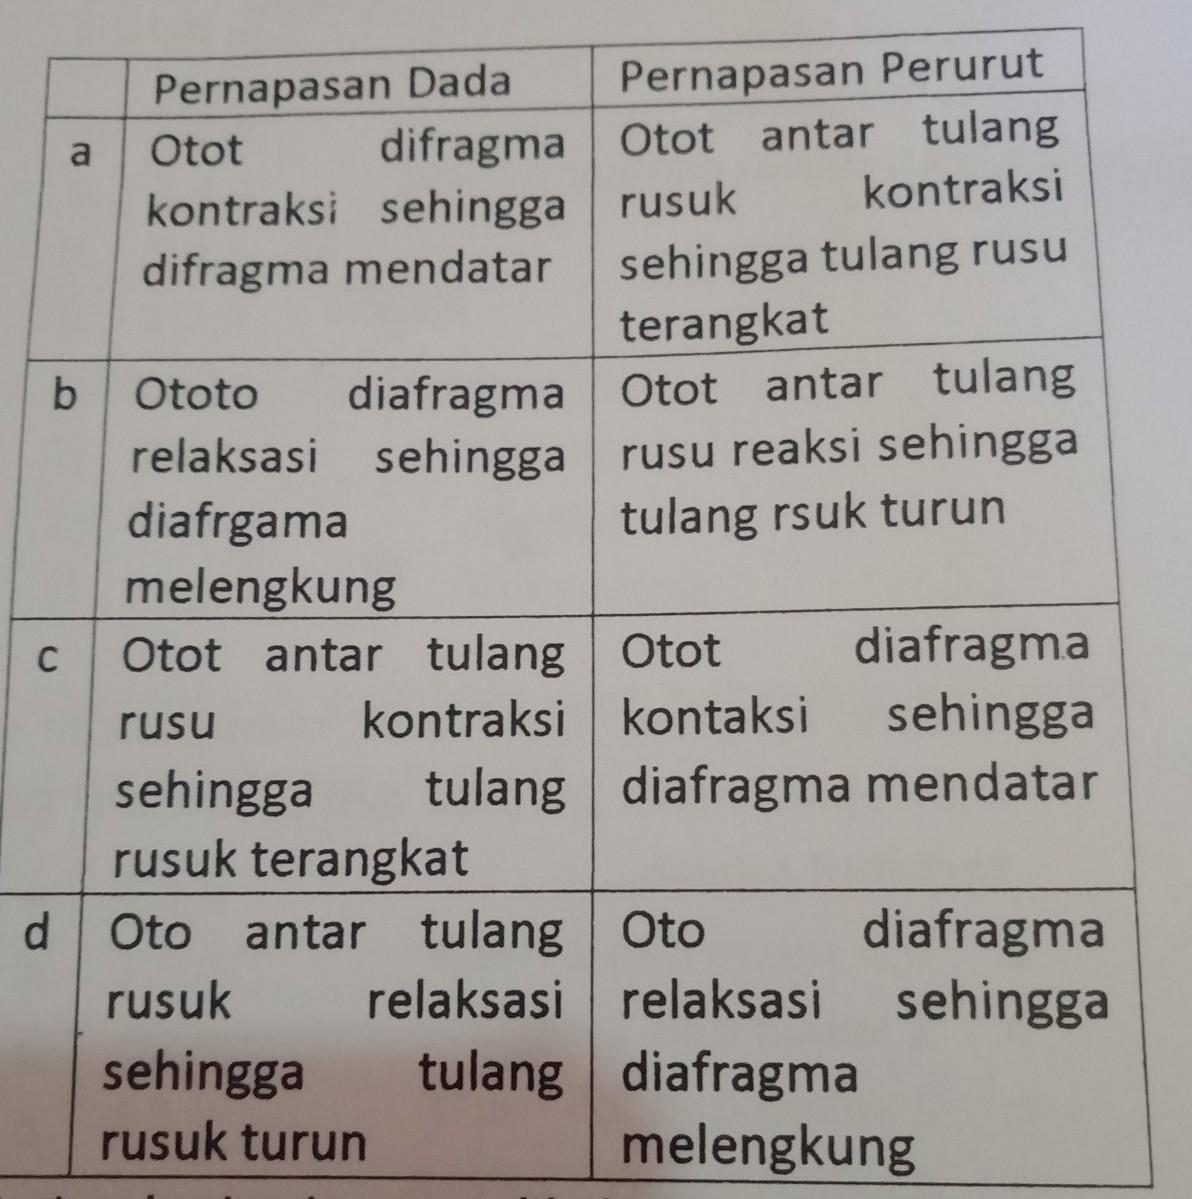 Pernapasan Dada
Pernapasan Perurut
a
Otot difragma
kontraksi sehingga
difragma mendatar
Otot antar tulang
rusuk kontraksi
sehingga tulang rusu
terangkat
b
Ototo diafragma
relaksasi sehingga
diafrgama
melengkung
Otot antar tulang
rusu reaksi sehingga
tulang rsuk turun
c
Otot antar tulang
rusu kontraksi
sehingga tulang
rusuk terangkat
Otot diafragma
kontaksi sehingga
diafragma mendatar
d
Oto antar tulang
rusuk relaksasi
sehingga tulang
rusuk turun
Oto diafragma
relaksasi sehingga
diafragma
melengkung